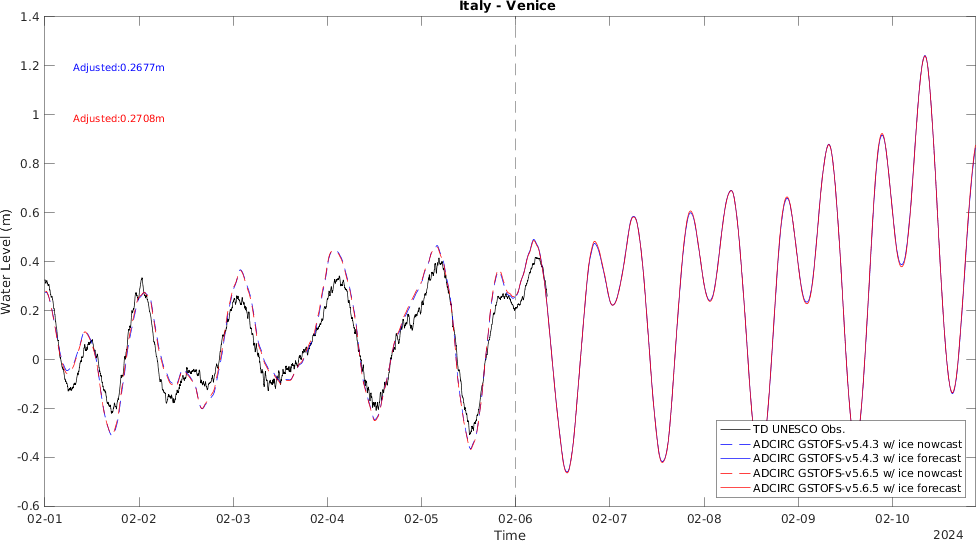 Italy - Venice
1.4
1.2
1
0.8
0.6
0.4
0.2
0
-0.2
-0.4
-0.6
Water Level (m)
Adjusted:0.2677m
Adjusted:0.2708m
TD UNESCO Obs.
ADCIRC GSTOFS-v5.4.3 w/ ice nowcast
ADCIRC GSTOFS-v5.4.3 w/ ice forecast
ADCIRC GSTOFS-v5.6.5 w/ ice nowcast
ADCIRC GSTOFS-v5.6.5 w/ ice forecast
02-01 02-02 02-03 02-04 02-05 02-06 02-07 02-08 02-09 02-10
Time
2024